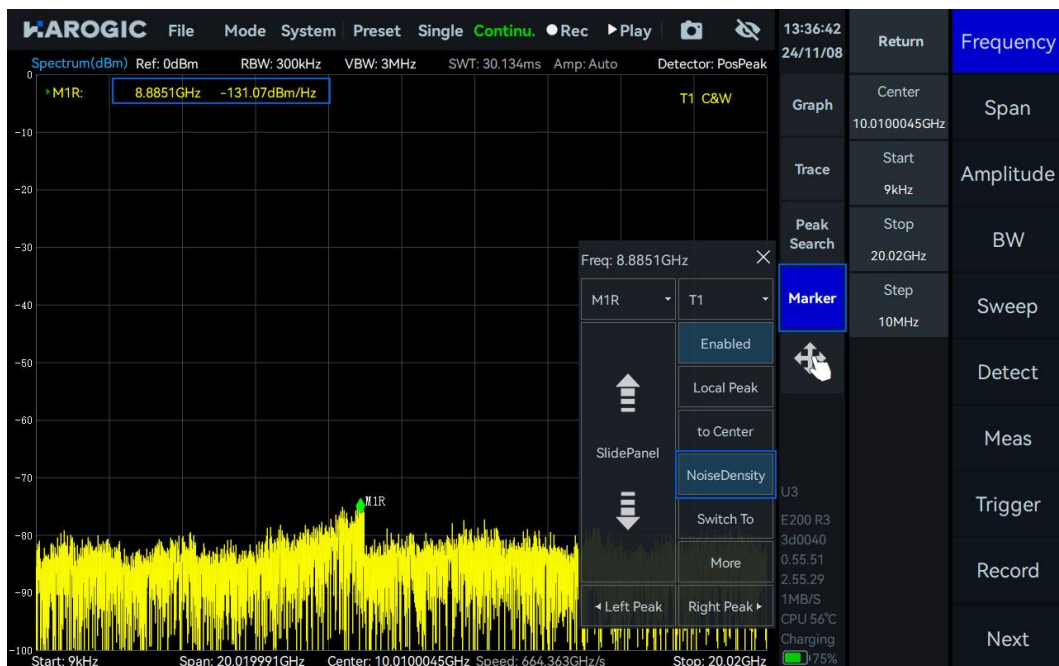 HAROGIC File Mode System Preset Single Continu. Rec Play
13:36:42
24/11/08
Return
Frequency
Spectrum(dBm) Ref: 0dBm RBW: 300kHz VBW: 3MHz SWT: 30.134ms Amp: Auto Detector: PosPeak
0
M1R: 8.8851GHz -131.07dBm/Hz
T1 C&W
-10
-20
-30
-40
-50
-60
-70
-80
-90
-100
M1R
Start: 9kHz Span: 20.019991GHz Center: 10.0100045GHz Speed: 664.363GHz/s Stop: 20.02GHz
Freq: 8.8851GHz
M1R T1
Enabled
Local Peak
to Center
SlidePanel
NoiseDensity
Switch To
More
Left Peak Right Peak
Graph
Trace
Peak
Search
Marker
U3
E200 R3
3d0040
0.55.51
2.55.29
1MB/S
CPU 56℃
Charging
75%
Center
10.0100045GHz
Start
9kHz
Stop
20.02GHz
Step
10MHz
Span
Amplitude
BW
Sweep
Detect
Meas
Trigger
Record
Next